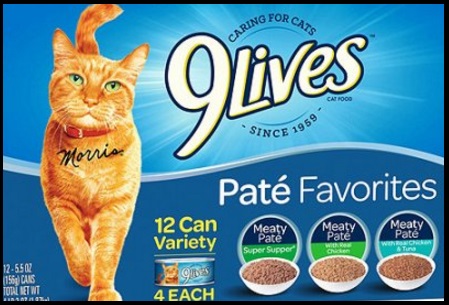 CARING FOR CATS
9Lives
CAT FOOD
- SINCE 1959 -
Morris
Paté Favorites
12 Can
Variety
9Lives
4 EACH
Meaty
Paté
Super Supper®
Meaty
Paté
With Real
Chicken
Meaty
Paté
With Real Chicken
& Tuna
12 - 5.5 OZ
(156g) CANS
TOTAL NET WT